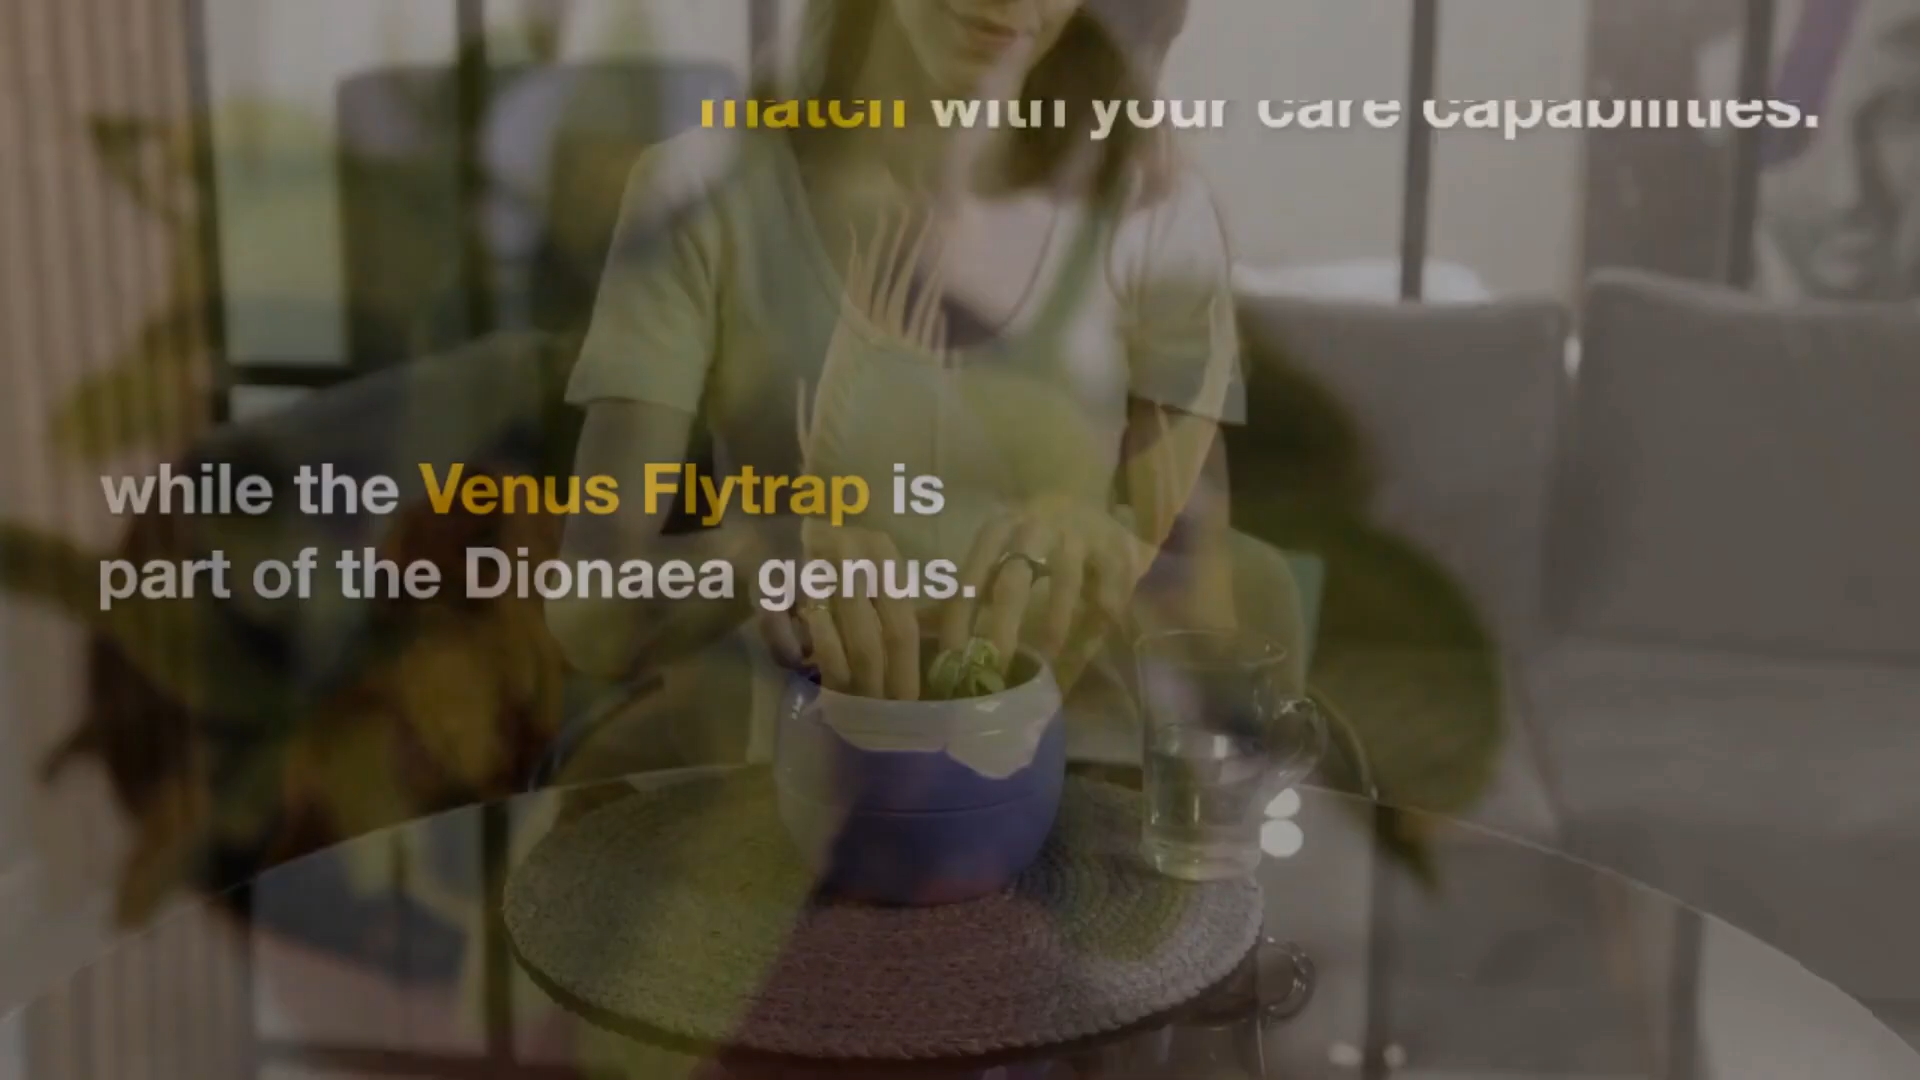 match with your care capabilities.
while the Venus Flytrap is
part of the Dionaea genus.